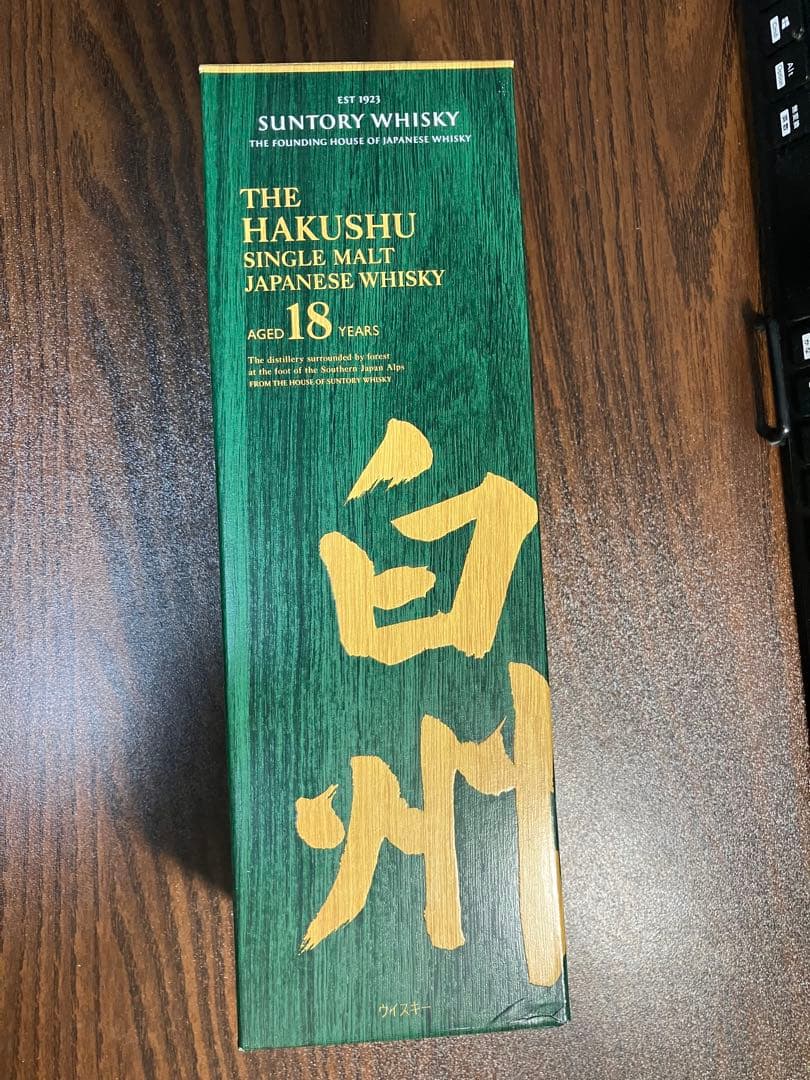 EST 1923
SUNTORY WHISKY
THE FOUNDING HOUSE OF JAPANESE WHISKY
THE
HAKUSHU
SINGLE MALT
JAPANESE WHISKY
AGED 18 YEARS
The distillery surrounded by forest
at the foot of the Southern Japan Alps
FROM THE HOUSE OF SUNTORY WHISKY
白
州
ウイスキー
Alt